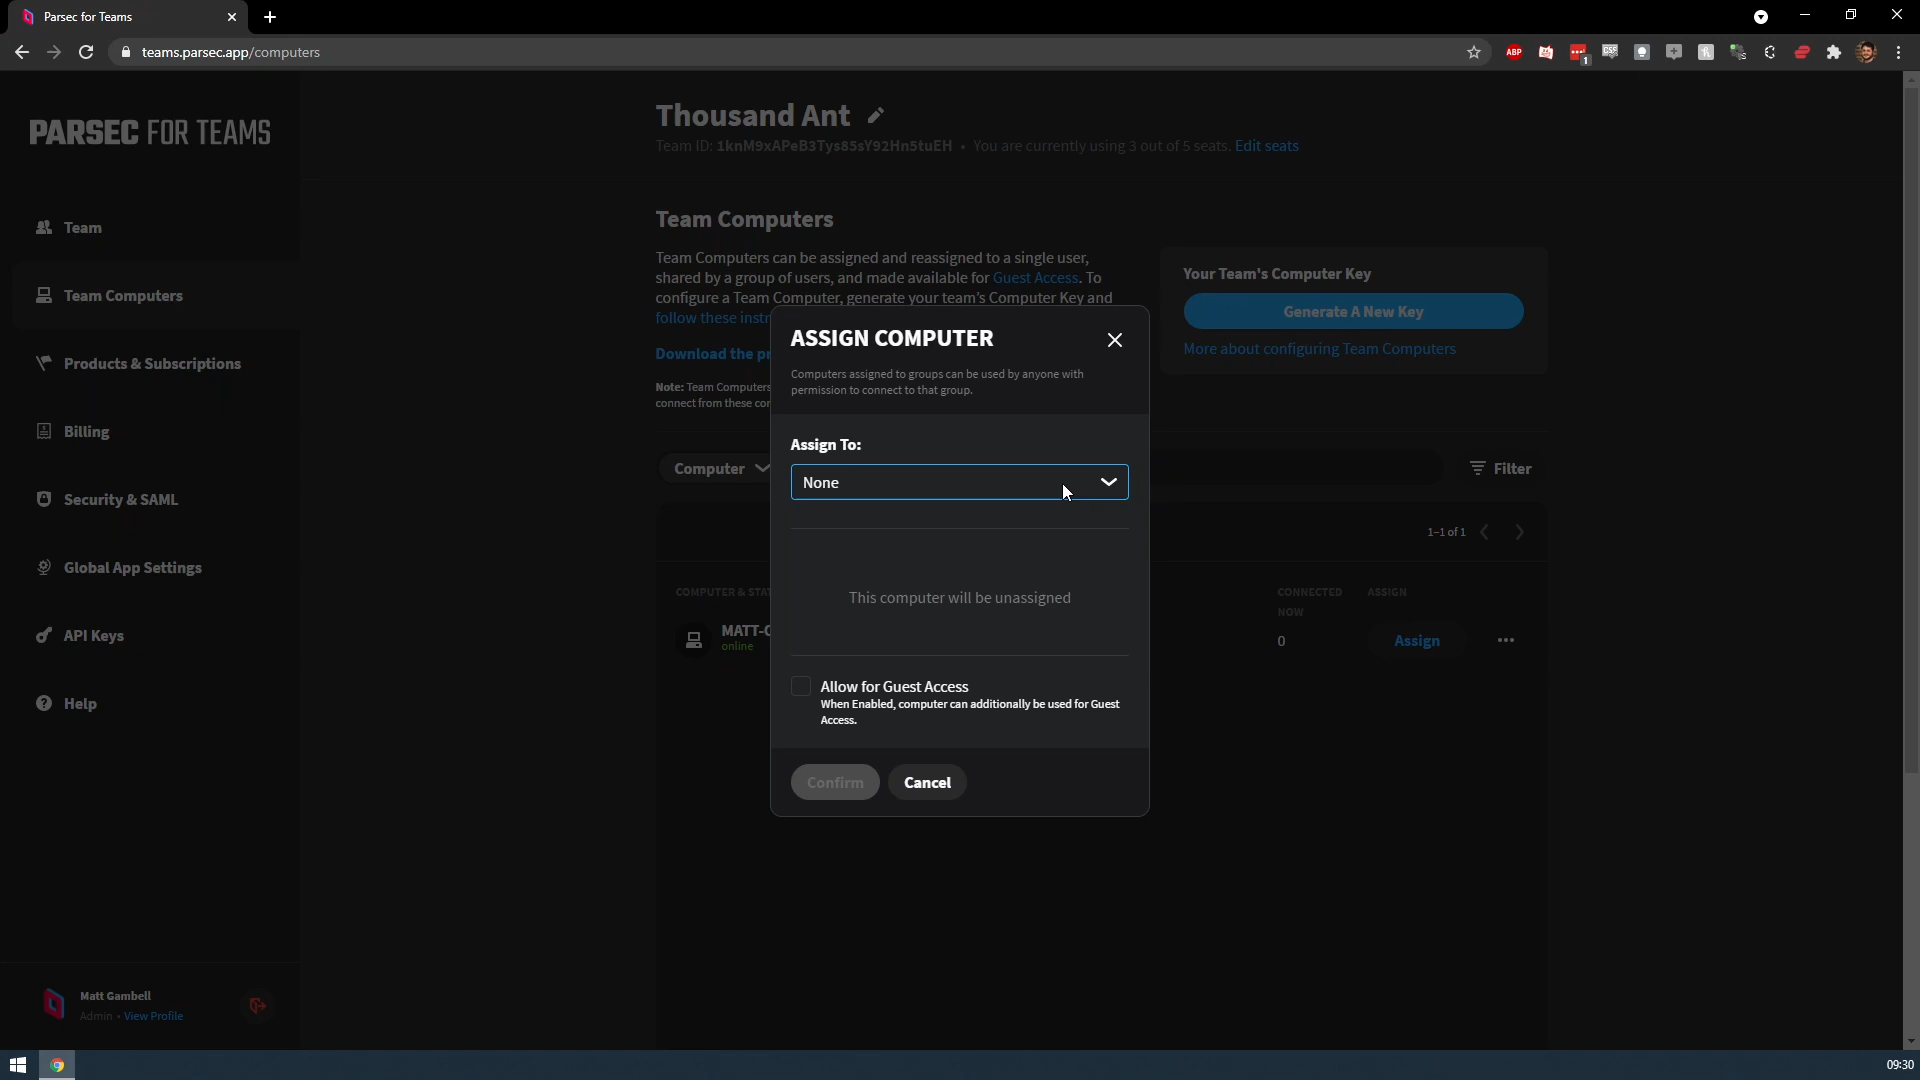 Parsec for Teams
teams.parsec.app/computers
ABP
1
CSP
PARSEC FOR TEAMS
Team
Team Computers
Products & Subscriptions
Billing
Security & SAML
Global App Settings
API Keys
Help
Matt Gambell
Admin • View Profile
Thousand Ant
Team ID: 1knM9xAPeB3Tys85sY92Hn5tuEH • You are currently using 3 out of 5 seats. Edit seats
Team Computers
Team Computers can be assigned and reassigned to a single user,
shared by a group of users, and made available for Guest Access. To
configure a Team Computer, generate your team's Computer Key and
follow these instr
Download the pr
Note: Team Computers
connect from these cor
Your Team's Computer Key
Generate A New Key
More about configuring Team Computers
Computer
Filter
1–1 of 1
COMPUTER & STAT
CONNECTED
NOW
ASSIGN
MATT-C
online
0
Assign
ASSIGN COMPUTER
Computers assigned to groups can be used by anyone with
permission to connect to that group.
Assign To:
None
This computer will be unassigned
Allow for Guest Access
When Enabled, computer can additionally be used for Guest
Access.
Confirm
Cancel
09:30